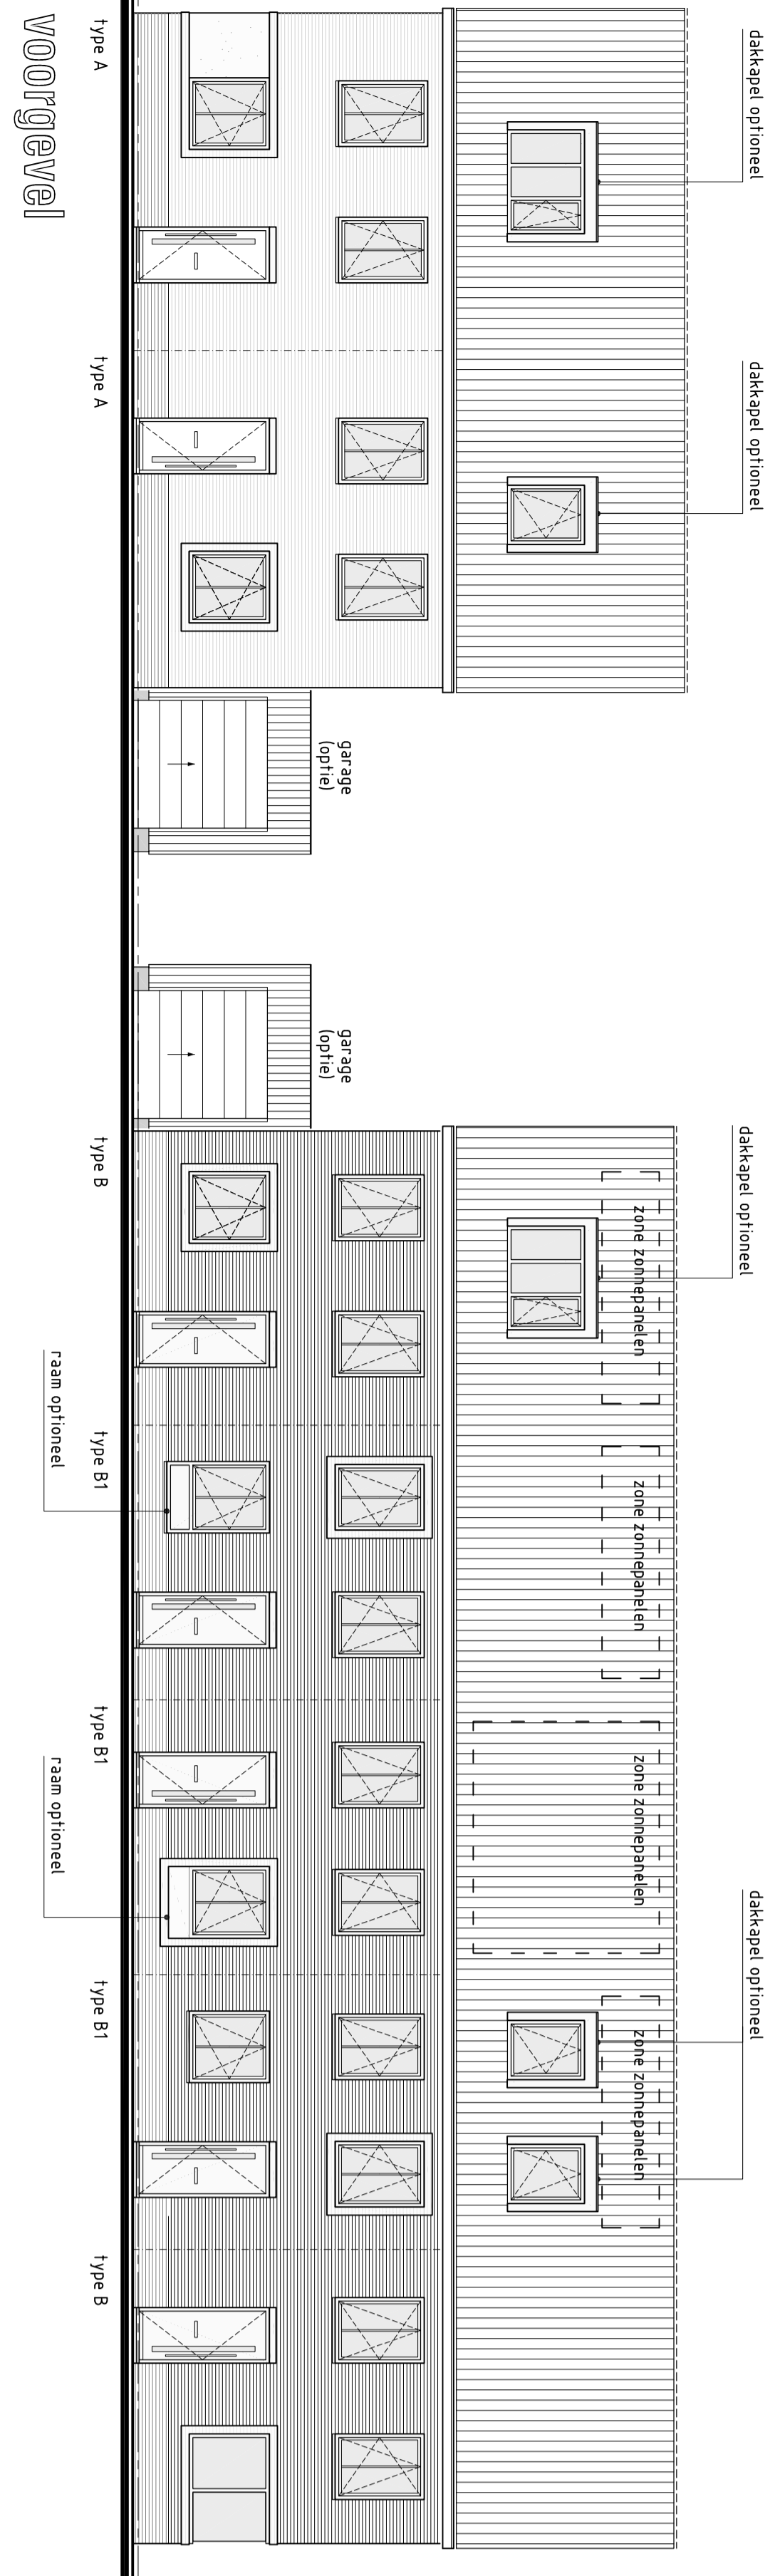 dakkapel optioneel
dakkapel optioneel
dakkapel optioneel
dakkapel optioneel
zone zonnepanelen
zone zonnepanelen
zone zonnepanelen
zone zonnepanelen
garage
(optie)
garage
(optie)
type A
type A
type B
type B1
type B1
type B1
type B
raam optioneel
raam optioneel
voorgevel